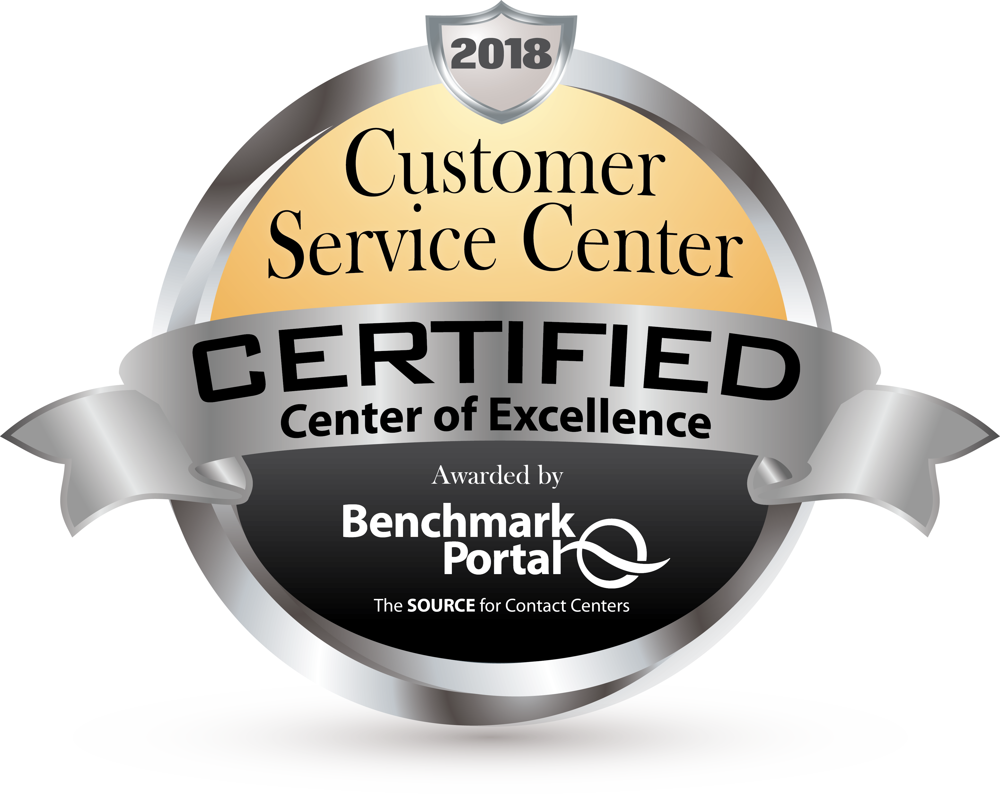 2018
Customer
Service Center
CERTIFIED
Center of Excellence
Awarded by
Benchmark
Portal
The SOURCE for Contact Centers